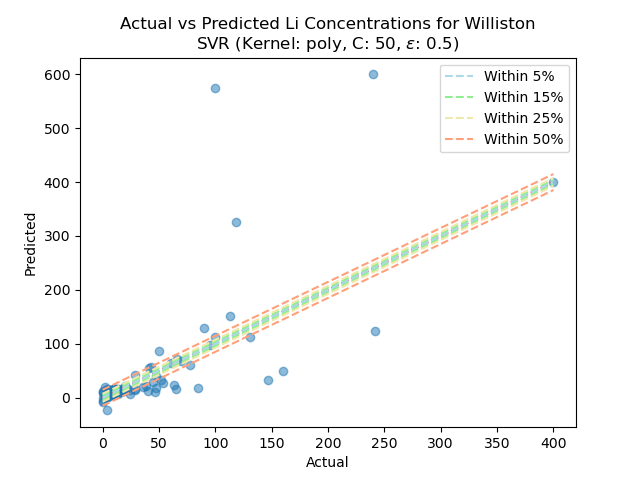 Actual vs Predicted Li Concentrations for Williston
SVR (Kernel: poly, C: 50, ε: 0.5)
Within 5%
Within 15%
Within 25%
Within 50%
600
500
400
300
200
100
0
Predicted
0 50 100 150 200 250 300 350 400
Actual